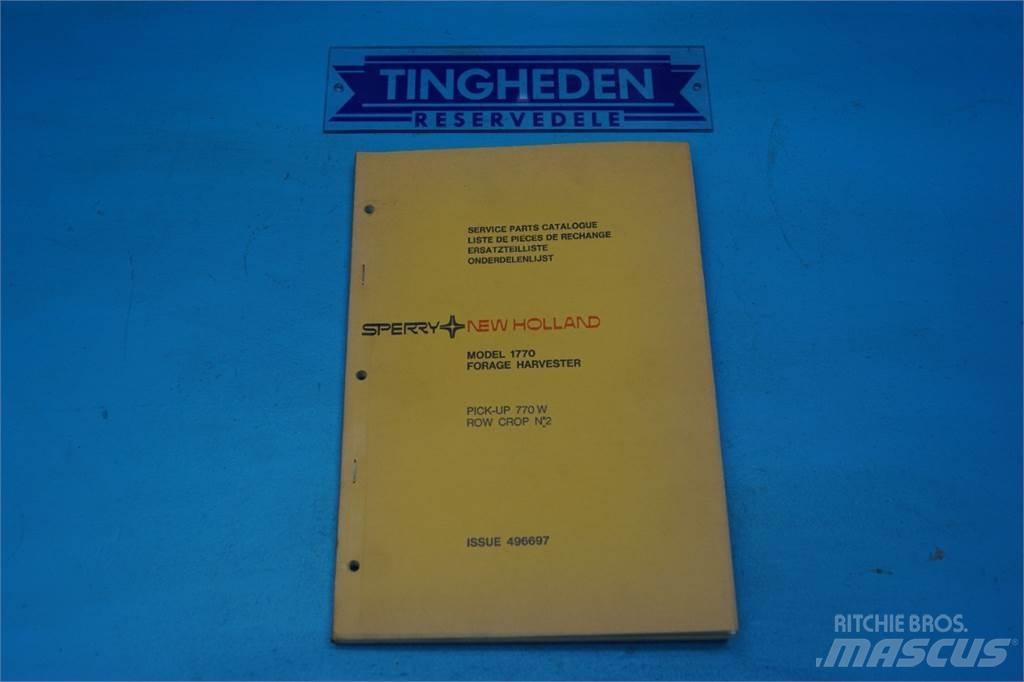 TINGHEDEN
RESERVEDELE
SERVICE PARTS CATALOGUE
LISTE DE PIECES DE RECHANGE
ERSATZTEILLISTE
ONDERDELENLIJST
SPERRY NEW HOLLAND
MODEL 1770
FORAGE HARVESTER
PICK-UP 770 W
ROW CROP Nº2
ISSUE 496697
RITCHIE BROS.
MASCUS